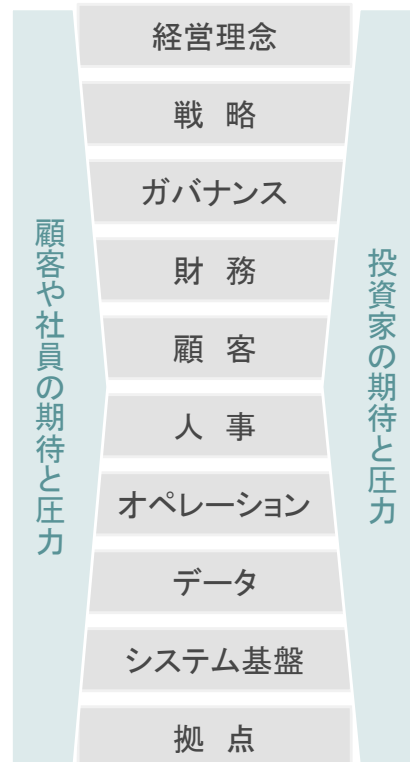 経営理念
戦 略
ガバナンス
財 務
顧 客
人 事
オペレーション
データ
システム基盤
拠 点
顧客や社員の期待と圧力
投資家の期待と圧力